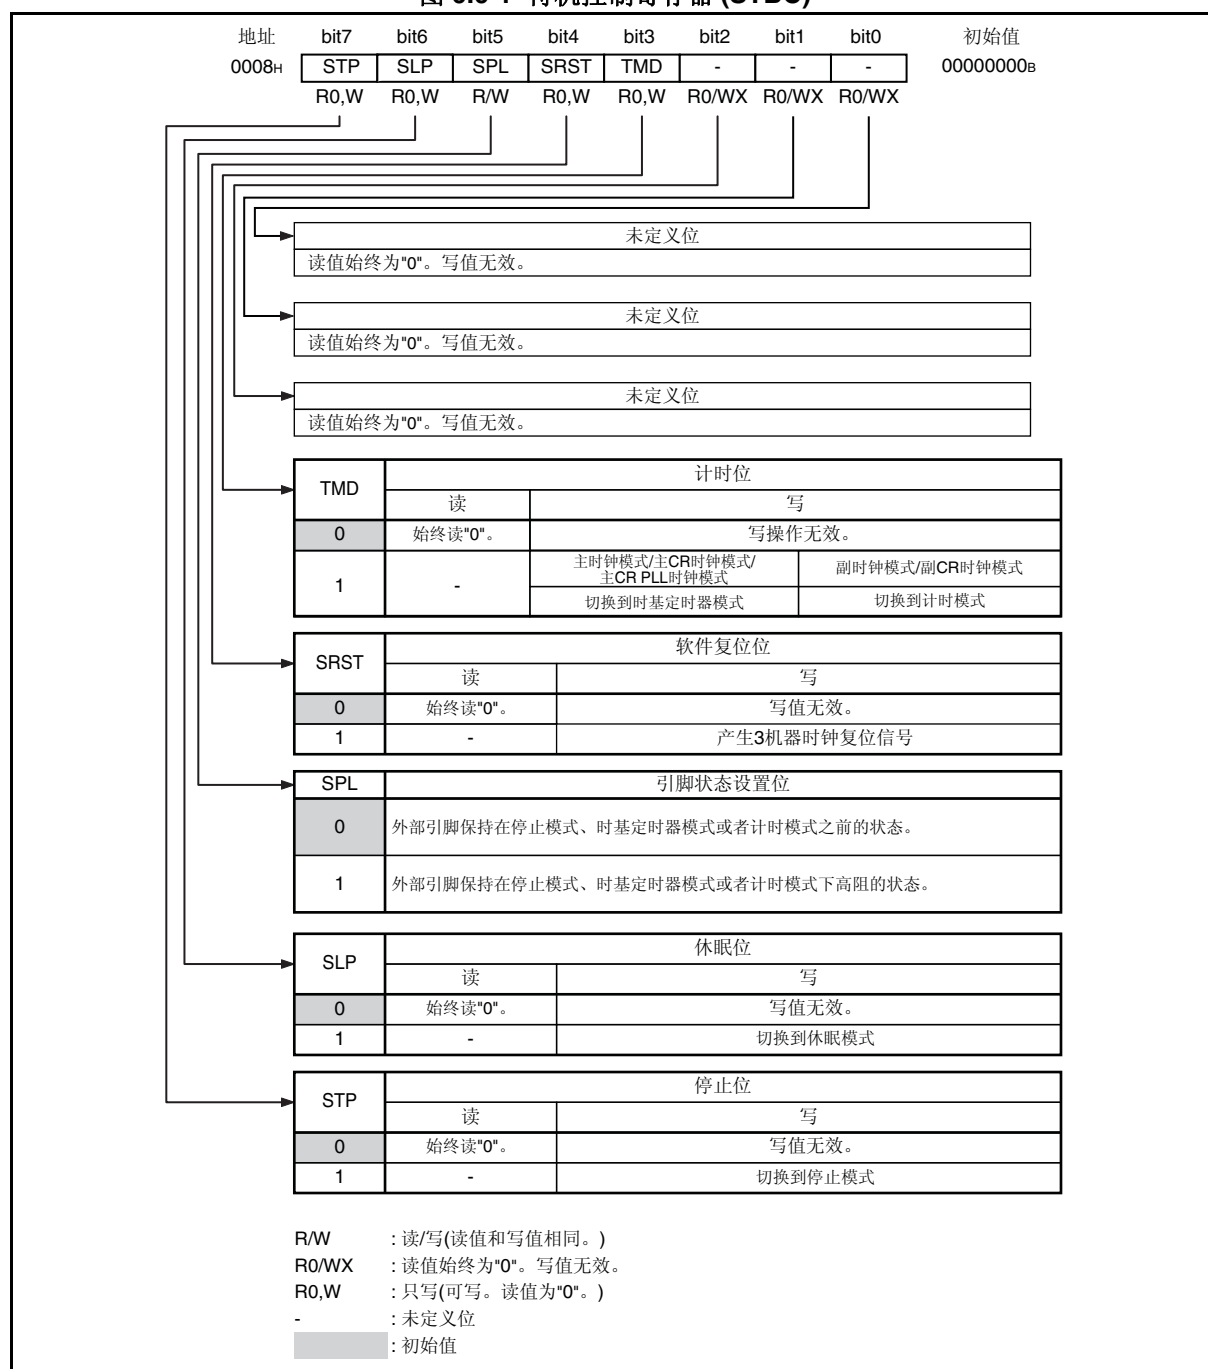 地址 bit7 bit6 bit5 bit4 bit3 bit2 bit1 bit0 初始值
0008H STP SLP SPL SRST TMD - - - 00000000B
R0,W R0,W R/W R0,W R0,W R0/WX R0/WX R0/WX
未定义位
读值始终为"0"。写值无效。
未定义位
读值始终为"0"。写值无效。
未定义位
读值始终为"0"。写值无效。
TMD 计时位
读 写
0 始终读"0"。 写操作无效。
1 - 主时钟模式/主CR时钟模式/
主CR PLL时钟模式 副时钟模式/副CR时钟模式
切换到时基定时器模式 切换到计时模式
SRST 软件复位位
读 写
0 始终读"0"。 写值无效。
1 - 产生3机器时钟复位信号
SPL 引脚状态设置位
0 外部引脚保持在停止模式、时基定时器模式或者计时模式之前的状态。
1 外部引脚保持在停止模式、时基定时器模式或者计时模式下高阻的状态。
SLP 休眠位
读 写
0 始终读"0"。 写值无效。
1 - 切换到休眠模式
STP 停止位
读 写
0 始终读"0"。 写值无效。
1 - 切换到停止模式
R/W : 读/写(读值和写值相同。)
R0/WX : 读值始终为"0"。写值无效。
R0,W : 只写(可写。读值为"0"。)
- : 未定义位
: 初始值